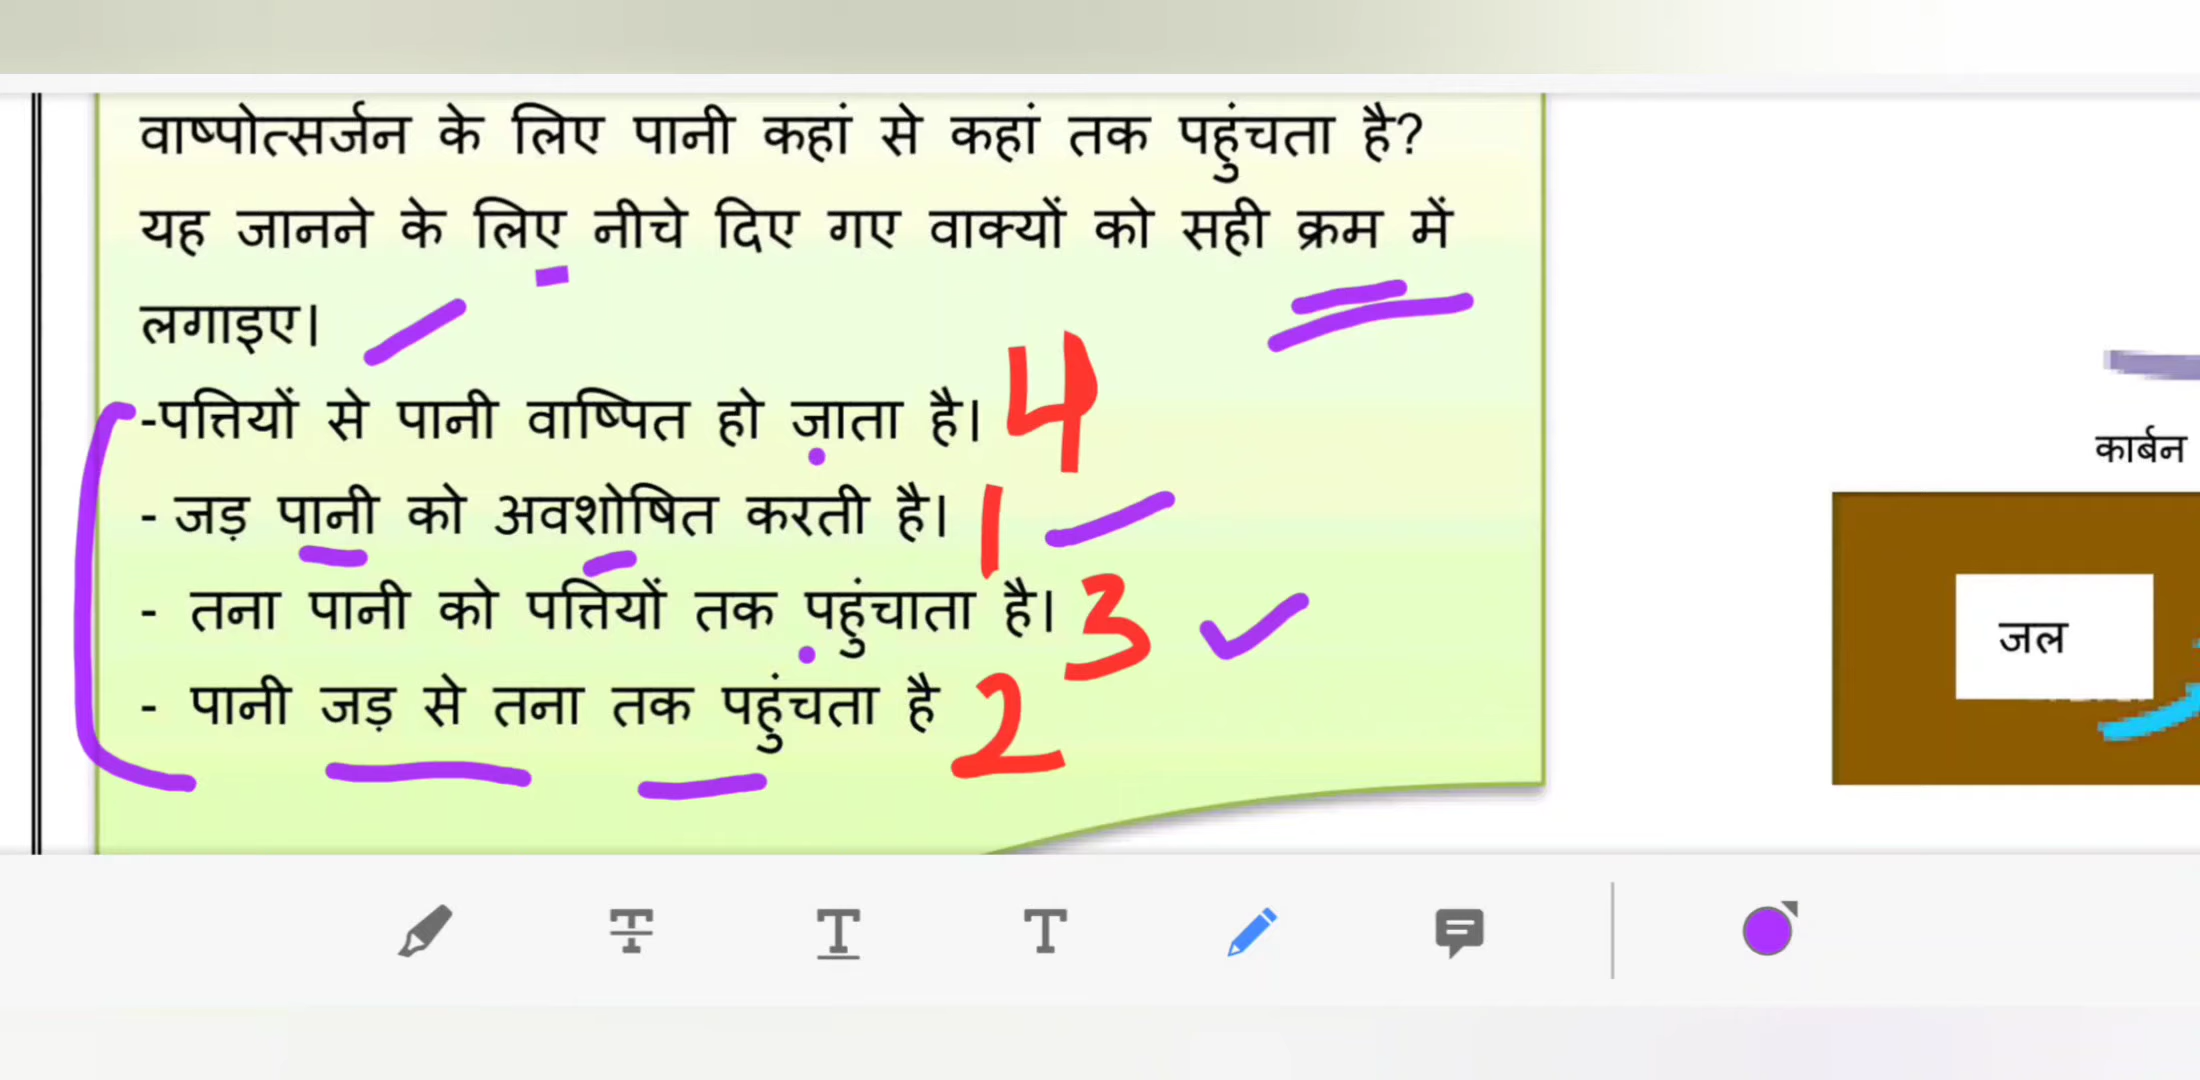 वाष्पोत्सर्जन के लिए पानी कहां से कहां तक पहुंचता है?
यह जानने के लिए नीचे दिए गए वाक्यों को सही क्रम में
लगाइए।
-पत्तियों से पानी वाष्पित हो जाता है। 4
- जड़ पानी को अवशोषित करती है। 1
- तना पानी को पत्तियों तक पहुंचाता है। 3
- पानी जड़ से तना तक पहुंचता है 2
कार्बन
जल